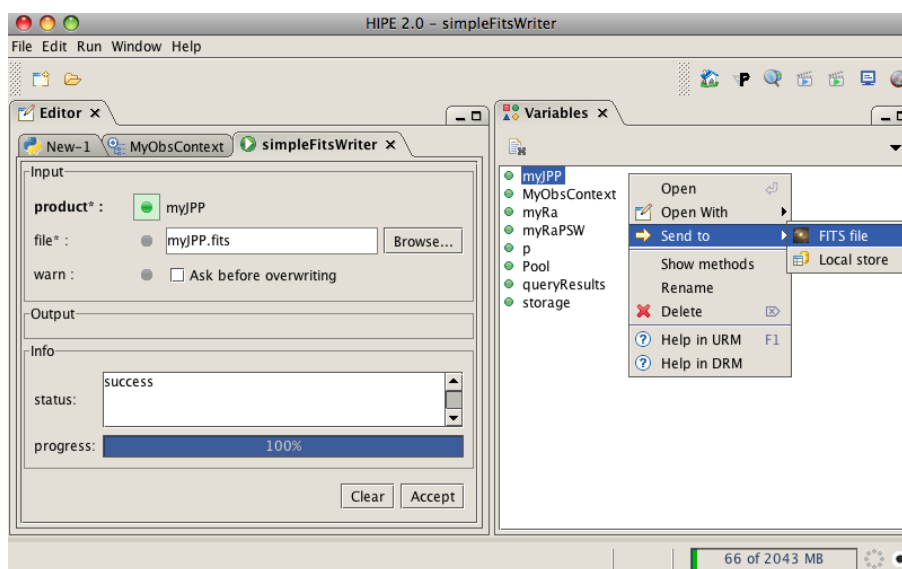 HIPE 2.0 - simpleFitsWriter
File Edit Run Window Help
Editor
New-1 MyObsContext simpleFitsWriter
Input
product* : myJPP
file* : myJPP.fits Browse...
warn : Ask before overwriting
Output
Info
status: success
progress: 100%
Clear Accept
Variables
myJPP
MyObsContext
myRa
myRaPSW
p
Pool
queryResults
storage
Open
Open With
Send to
Show methods
Rename
Delete
Help in URM F1
Help in DRM
FITS file
Local store
66 of 2043 MB